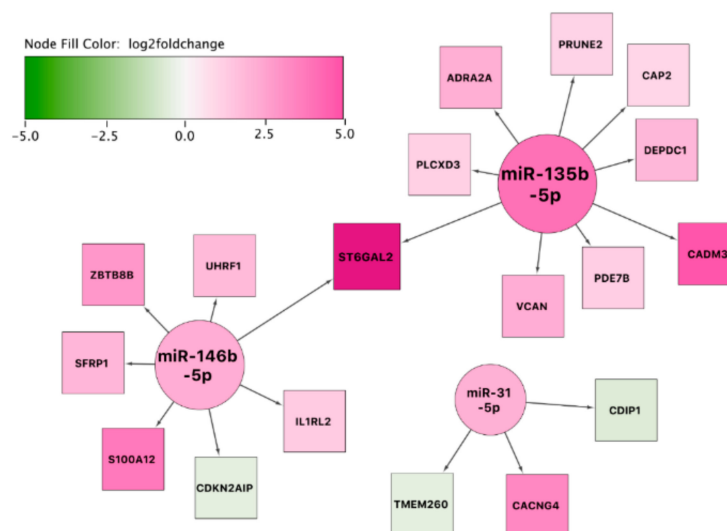 Node Fill Color: log2foldchange
-5.0
-2.5
0.0
2.5
5.0
PRUNE2
ADRA2A
CAP2
DEPDC1
PLCXD3
miR-135b
-5p
ST6GAL2
CADM3
PDE7B
VCAN
ZBTB8B
UHRF1
SFRP1
miR-146b
-5p
IL1RL2
S100A12
CDKN2AIP
miR-31
-5p
CDIP1
TMEM260
CACNG4